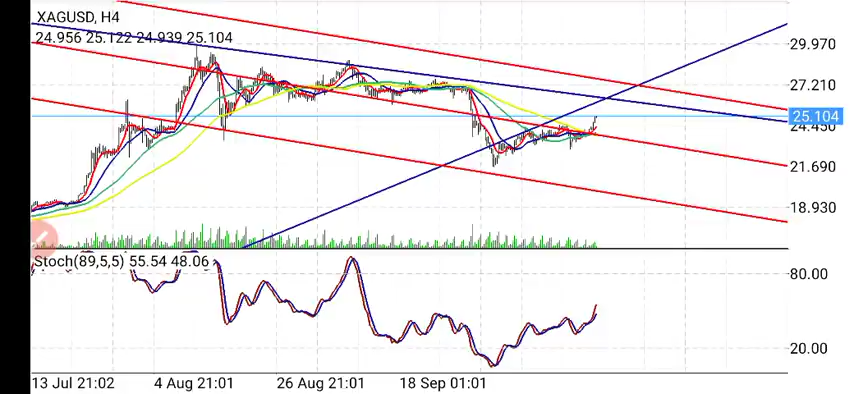 XAGUSD, H4
24.956 25.122 24.939 25.104
29.970
27.210
25.104
24.450
21.690
18.930
Stoch(89,5,5) 55.54 48.06
80.00
20.00
13 Jul 21:02 4 Aug 21:01 26 Aug 21:01 18 Sep 01:01